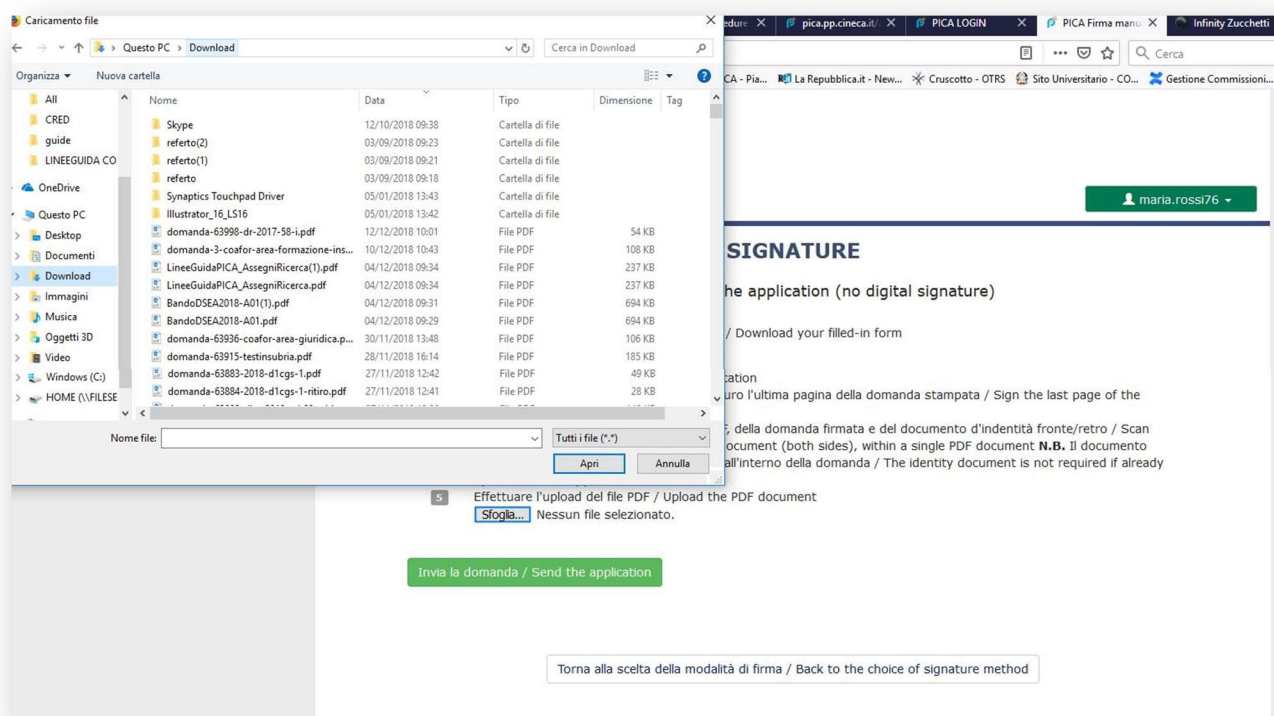 Caricamento file
Questo PC > Download
Cerca in Download
Organizza
Nuova cartella
All
CRED
guide
LINEEGUIDA CO
OneDrive
Questo PC
Desktop
Documenti
Download
Immagini
Musica
Oggetti 3D
Video
Windows (C:)
HOME (\\FILESE
Nome Data Tipo Dimensione Tag
Skype 12/10/2018 09:38 Cartella di file
referto(2) 03/09/2018 09:23 Cartella di file
referto(1) 03/09/2018 09:21 Cartella di file
referto 03/09/2018 09:18 Cartella di file
Synaptics Touchpad Driver 05/01/2018 13:43 Cartella di file
Illustrator_16_LS16 05/01/2018 13:42 Cartella di file
domanda-63998-dr-2017-58-i.pdf 12/12/2018 10:01 File PDF 54 KB
domanda-3-coafor-area-formazione-ins... 10/12/2018 10:43 File PDF 108 KB
LineeGuidaPICA_AssegniRicerca(1).pdf 04/12/2018 09:34 File PDF 237 KB
LineeGuidaPICA_AssegniRicerca.pdf 04/12/2018 09:34 File PDF 237 KB
BandoDSEA2018-A01(1).pdf 04/12/2018 09:31 File PDF 694 KB
BandoDSEA2018-A01.pdf 04/12/2018 09:29 File PDF 694 KB
domanda-63936-coafor-area-giuridica.p... 30/11/2018 13:48 File PDF 106 KB
domanda-63915-testinsubria.pdf 28/11/2018 16:14 File PDF 185 KB
domanda-63883-2018-d1cgs-1.pdf 27/11/2018 12:42 File PDF 49 KB
domanda-63884-2018-d1cgs-1-ritiro.pdf 27/11/2018 12:41 File PDF 28 KB
Nome file:
Tutti i file (*.*)
Apri Annulla
edure
pica.pp.cineca.it/
PICA LOGIN
PICA Firma manu
Infinity Zucchetti
Cerca
CA - Pia... La Repubblica.it - New... Cruscotto - OTRS Sito Universitario - CO... Gestione Commissioni...
maria.rossi76
SIGNATURE
he application (no digital signature)
/ Download your filled-in form
cation
uro l'ultima pagina della domanda stampata / Sign the last page of the
, della domanda firmata e del documento d'indentità fronte/retro / Scan
ocument (both sides), within a single PDF document N.B. Il documento
all'interno della domanda / The identity document is not required if already
5 Effettuare l'upload del file PDF / Upload the PDF document
Sfoglia... Nessun file selezionato.
Invia la domanda / Send the application
Torna alla scelta della modalità di firma / Back to the choice of signature method